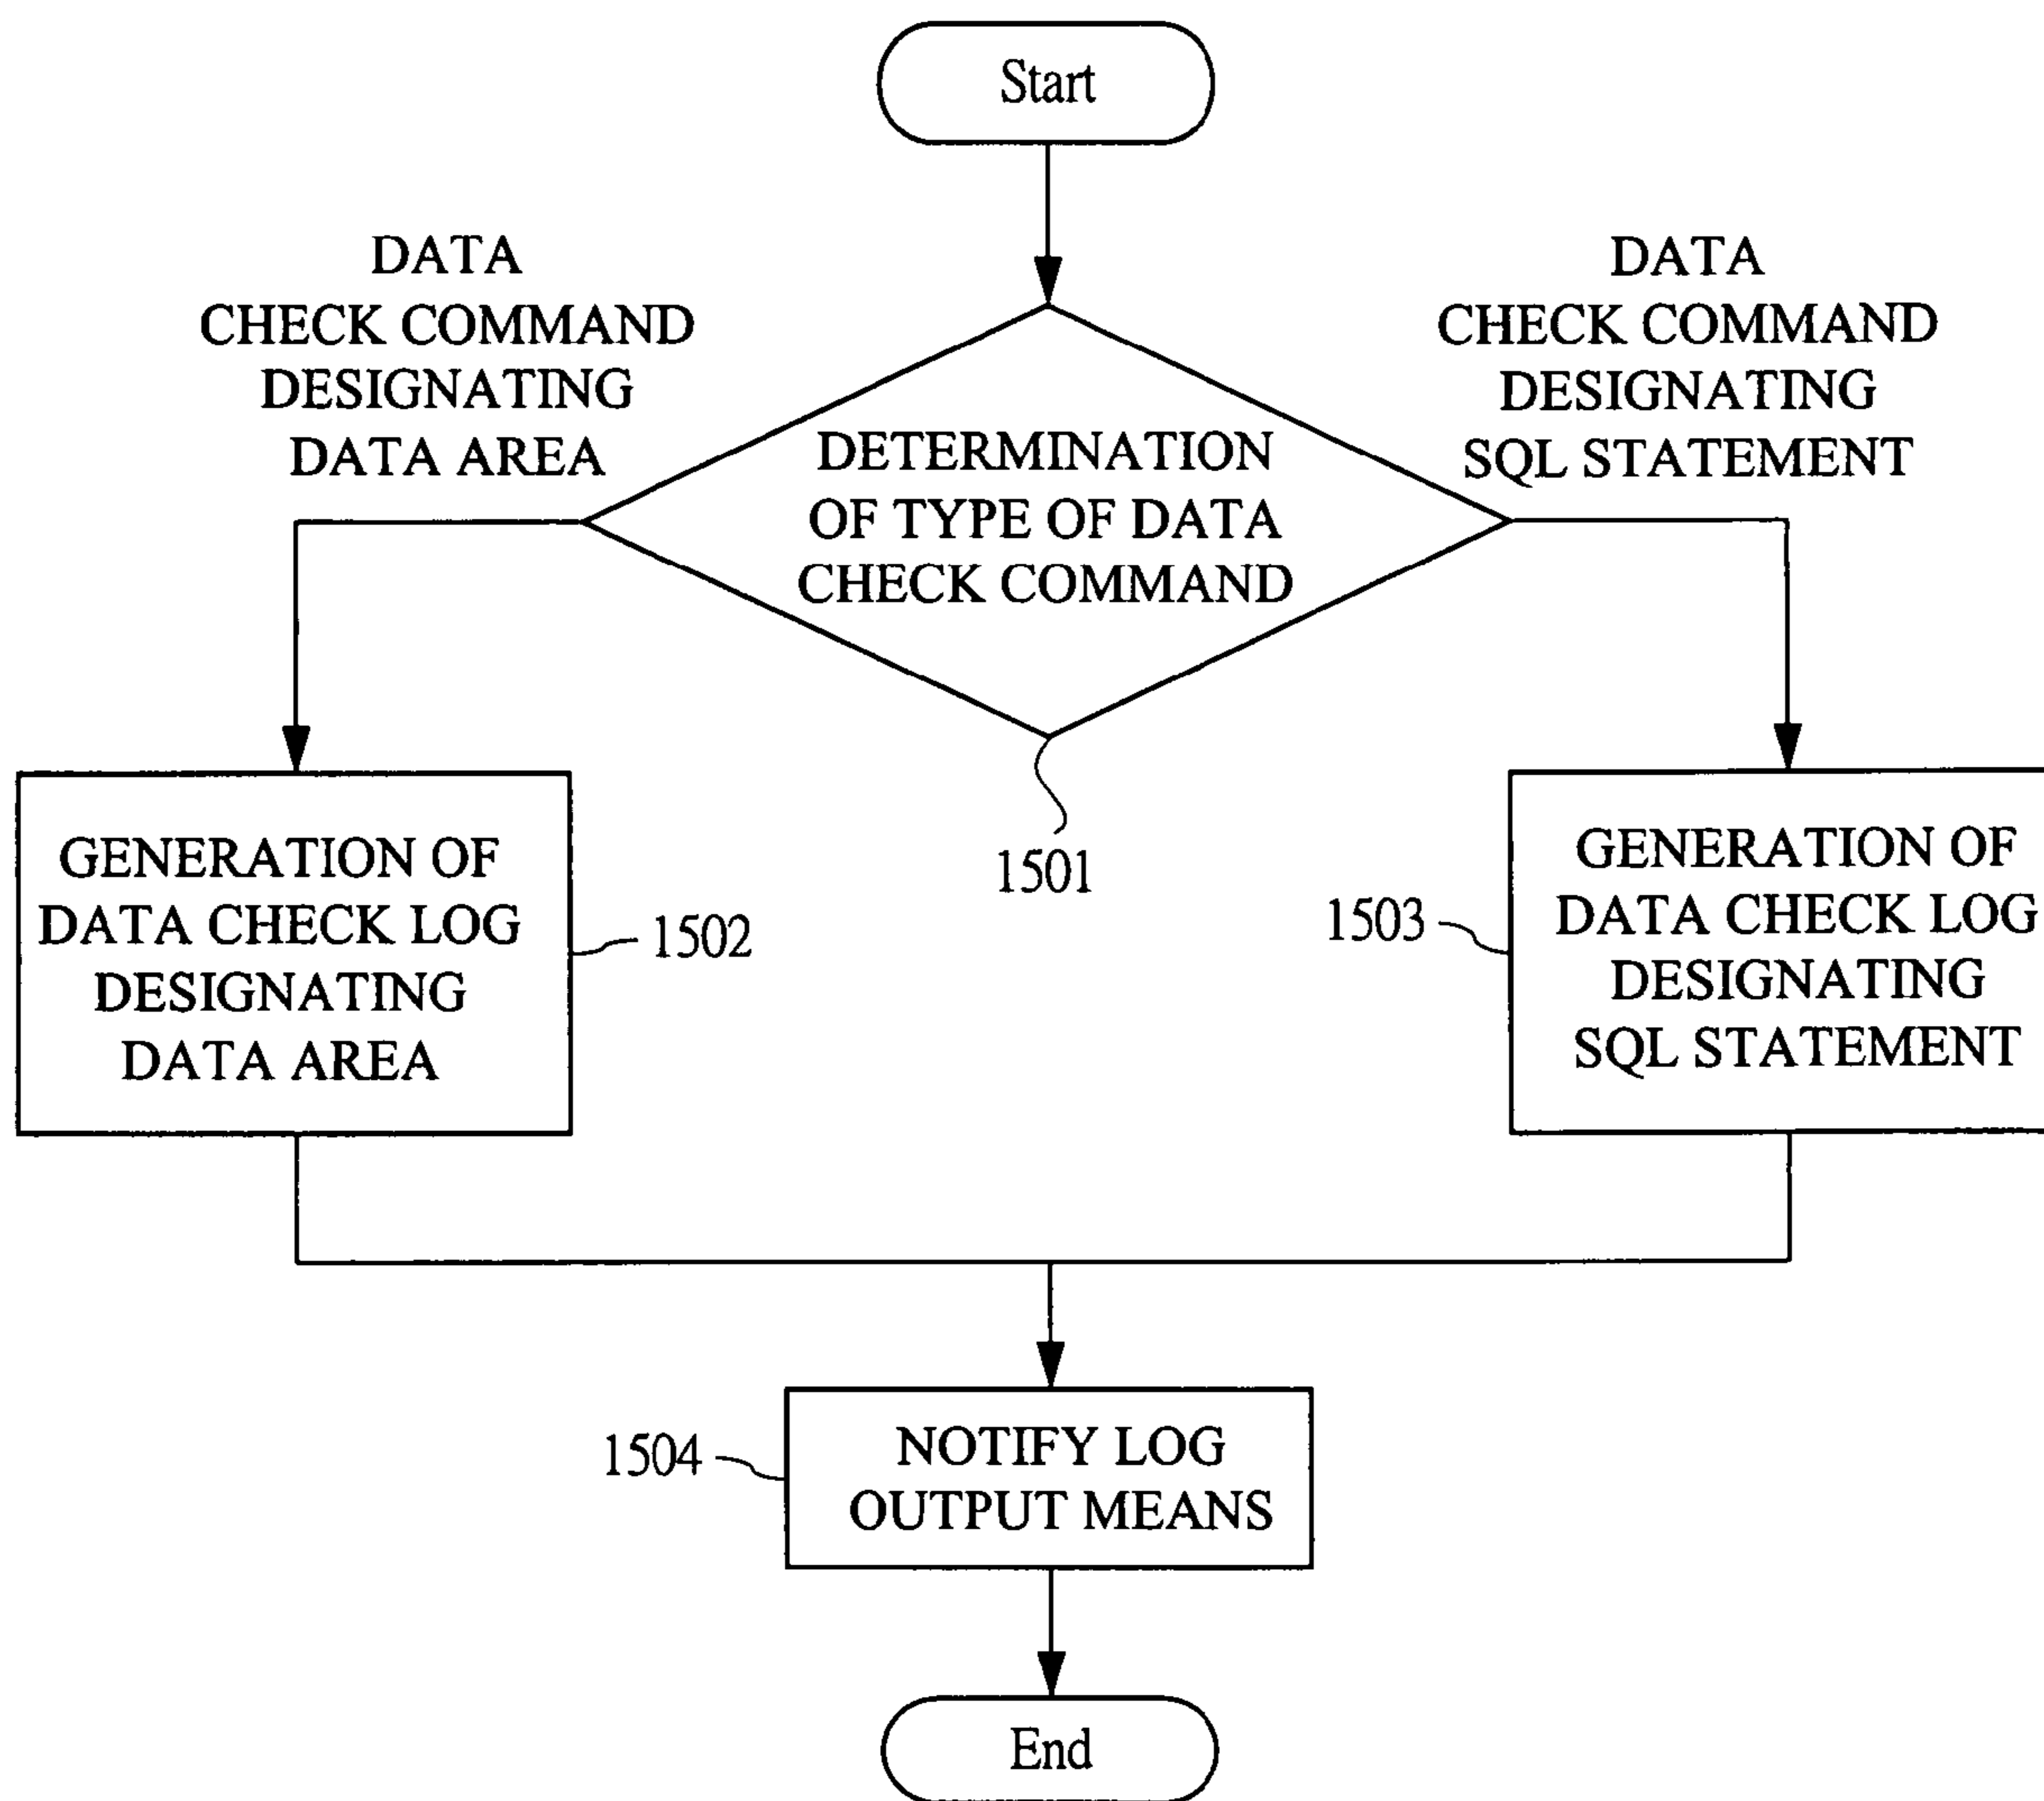 Start
DATA
CHECK COMMAND
DESIGNATING
DATA AREA
DATA
CHECK COMMAND
DESIGNATING
SQL STATEMENT
DETERMINATION
OF TYPE OF DATA
CHECK COMMAND
1501
GENERATION OF
DATA CHECK LOG
DESIGNATING
DATA AREA
1502
1503
GENERATION OF
DATA CHECK LOG
DESIGNATING
SQL STATEMENT
1504
NOTIFY LOG
OUTPUT MEANS
End